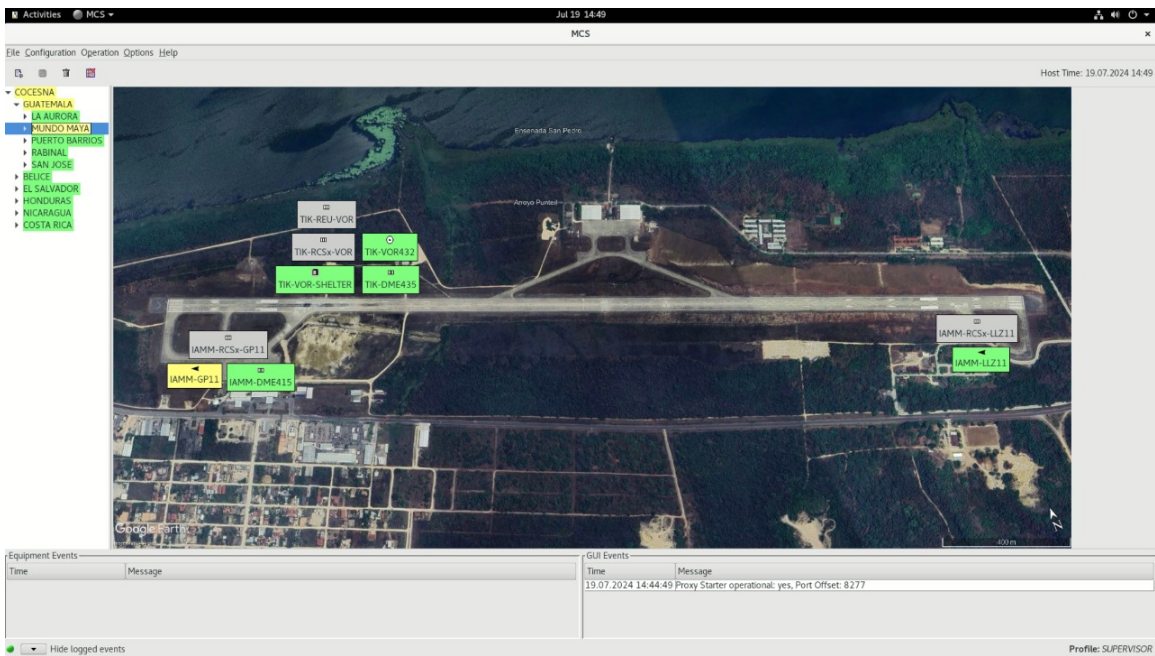 Activities MCS Jul 19 14:49
MCS
File Configuration Operation Options Help
Host Time: 19.07.2024 14:49
COCESNA
GUATEMALA
LA AURORA
MUNDO MAYA
PUERTO BARRIOS
RABINAL
SAN JOSE
BELICE
EL SALVADOR
HONDURAS
NICARAGUA
COSTA RICA
Ensenada San Pedro
Arroyo Punteil
TIK-REU-VOR
TIK-RCSx-VOR TIK-VOR432
TIK-VOR-SHELTER TIK-DME435
IAMM-RCSx-GP11
IAMM-GP11 IAMM-DME415
IAMM-RCSx-LLZ11
IAMM-LLZ11
Google Earth
N
400 m
Equipment Events
Time Message
GUI Events
Time Message
19.07.2024 14:44:49 Proxy Starter operational: yes, Port Offset: 8277
Hide logged events
Profile: SUPERVISOR